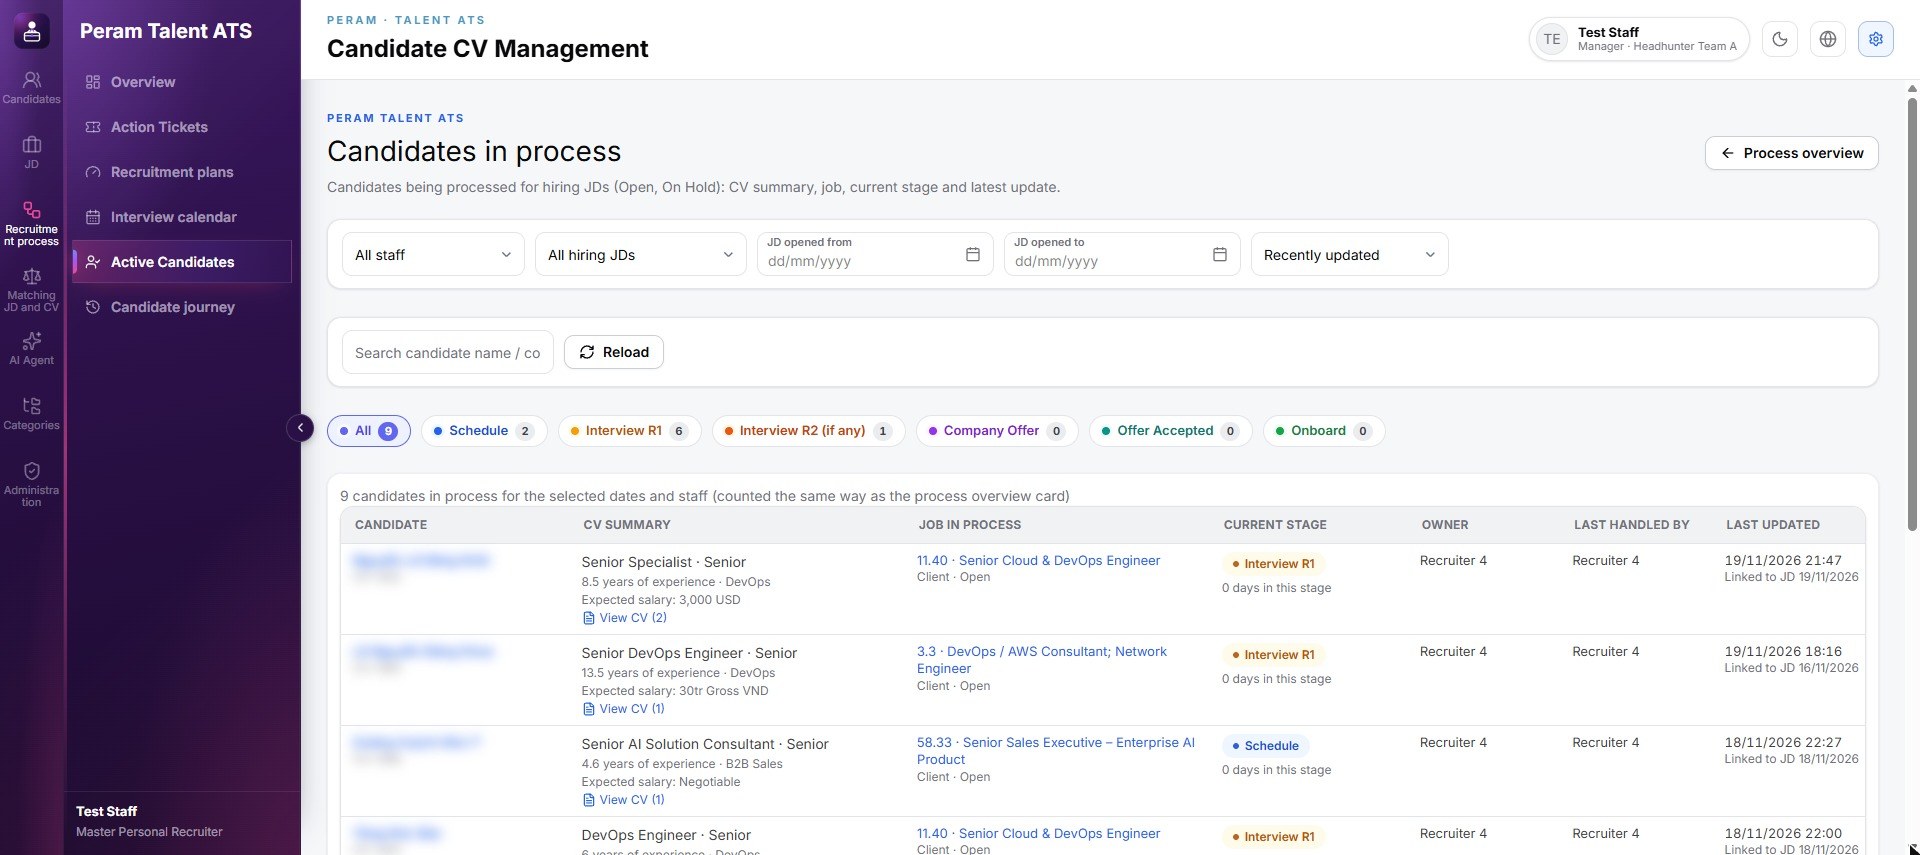 Peram Talent ATS
Candidates
JD
Recruitme
nt process
Matching
JD and CV
AI Agent
Categories
Administra
tion
Overview
Action Tickets
Recruitment plans
Interview calendar
Active Candidates
Candidate journey
Test Staff
Master Personal Recruiter
PERAM · TALENT ATS
Candidate CV Management
TE
Test Staff
Manager · Headhunter Team A
PERAM TALENT ATS
Candidates in process
Candidates being processed for hiring JDs (Open, On Hold): CV summary, job, current stage and latest update.
Process overview
All staff
All hiring JDs
JD opened from
dd/mm/yyyy
JD opened to
dd/mm/yyyy
Recently updated
Search candidate name / co
Reload
All 9
Schedule 2
Interview R1 6
Interview R2 (if any) 1
Company Offer 0
Offer Accepted 0
Onboard 0
9 candidates in process for the selected dates and staff (counted the same way as the process overview card)
CANDIDATE CV SUMMARY JOB IN PROCESS CURRENT STAGE OWNER LAST HANDLED BY LAST UPDATED
Senior Specialist · Senior
8.5 years of experience · DevOps
Expected salary: 3,000 USD
View CV (2)
11.40 · Senior Cloud & DevOps Engineer
Client · Open
Interview R1
0 days in this stage
Recruiter 4
Recruiter 4
19/11/2026 21:47
Linked to JD 19/11/2026
Senior DevOps Engineer · Senior
13.5 years of experience · DevOps
Expected salary: 30tr Gross VND
View CV (1)
3.3 · DevOps / AWS Consultant; Network
Engineer
Client · Open
Interview R1
0 days in this stage
Recruiter 4
Recruiter 4
19/11/2026 18:16
Linked to JD 16/11/2026
Senior AI Solution Consultant · Senior
4.6 years of experience · B2B Sales
Expected salary: Negotiable
View CV (1)
58.33 · Senior Sales Executive – Enterprise AI
Product
Client · Open
Schedule
0 days in this stage
Recruiter 4
Recruiter 4
18/11/2026 22:27
Linked to JD 18/11/2026
DevOps Engineer · Senior
6 years of experience · DevOps
11.40 · Senior Cloud & DevOps Engineer
Client · Open
Interview R1
Recruiter 4
Recruiter 4
18/11/2026 22:00
Linked to JD 18/11/2026